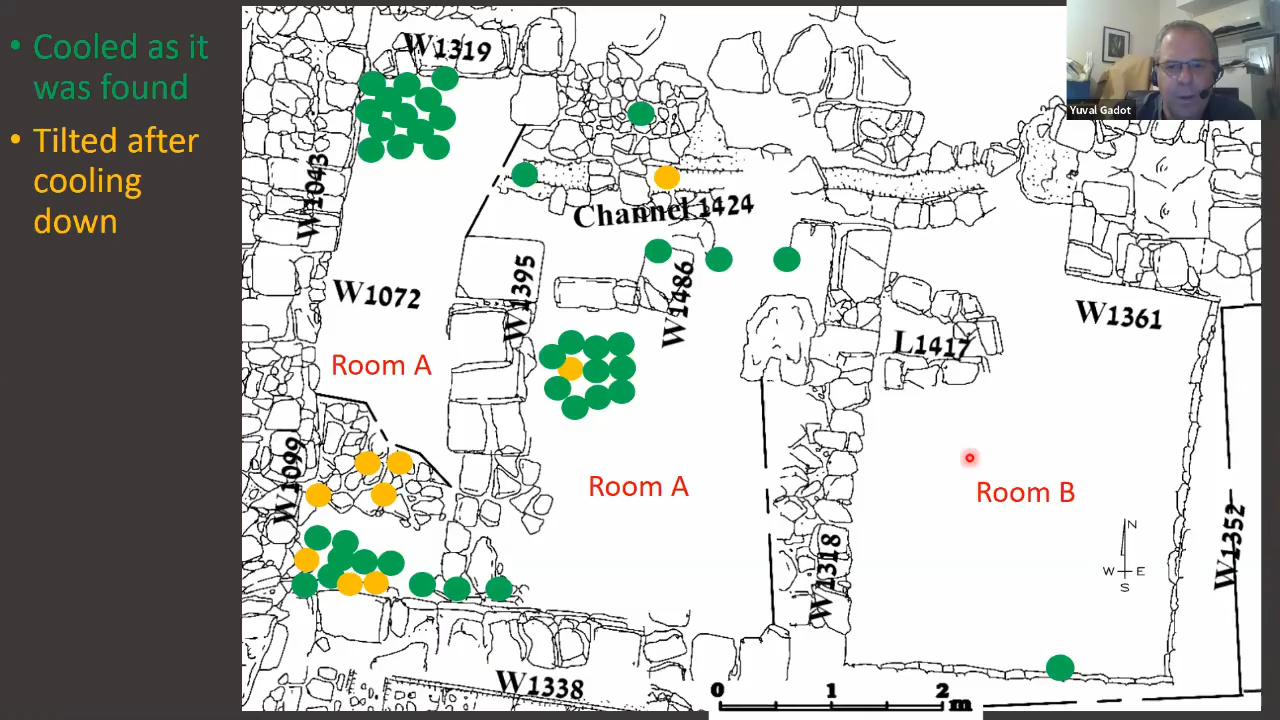 • Cooled as it
was found
• Tilted after
cooling
down
W1319
Yuval Gadot
W1043
Channel 1424
W1072
W1395
W1486
W1361
L1417
Room A
W1099
Room A
Room B
N
W E
S
W1352
W1318
W1338
0 1 2
m